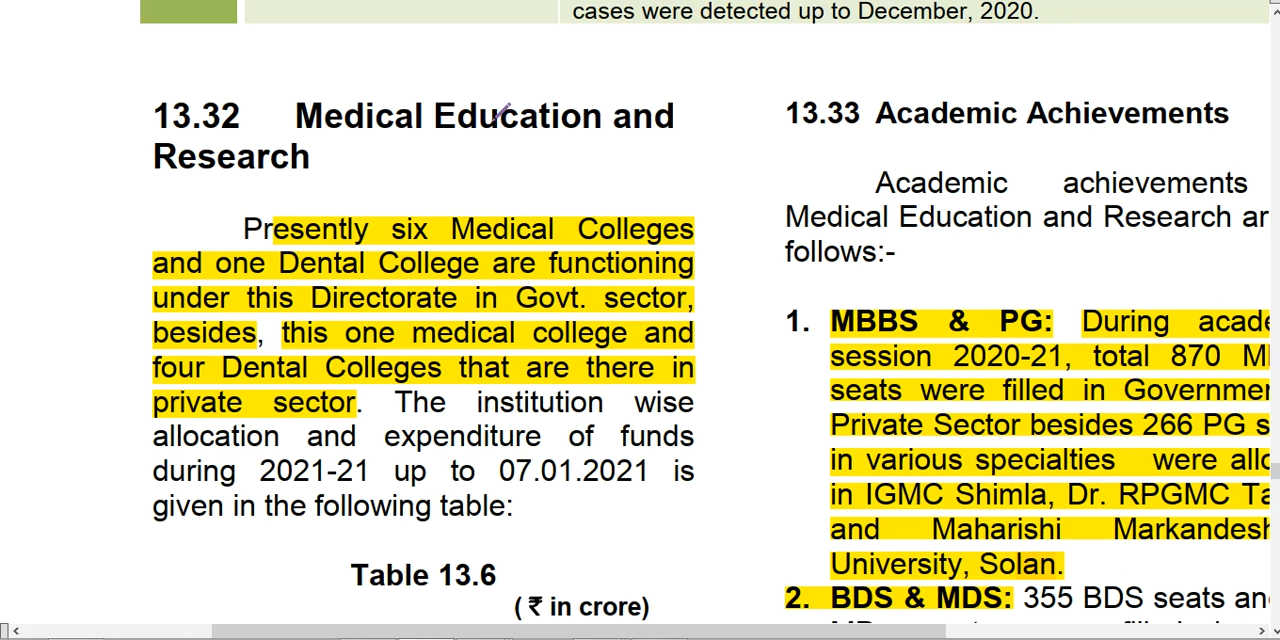 cases were detected up to December, 2020.
13.32 Medical Education and
Research
Presently six Medical Colleges
and one Dental College are functioning
under this Directorate in Govt. sector,
besides, this one medical college and
four Dental Colleges that are there in
private sector. The institution wise
allocation and expenditure of funds
during 2021-21 up to 07.01.2021 is
given in the following table:
Table 13.6
( ₹ in crore)
13.33 Academic Achievements
Academic achievements
Medical Education and Research ar
follows:-
1. MBBS & PG: During acade
session 2020-21, total 870 M
seats were filled in Governmen
Private Sector besides 266 PG s
in various specialties were allo
in IGMC Shimla, Dr. RPGMC Ta
and Maharishi Markandesh
University, Solan.
2. BDS & MDS: 355 BDS seats an